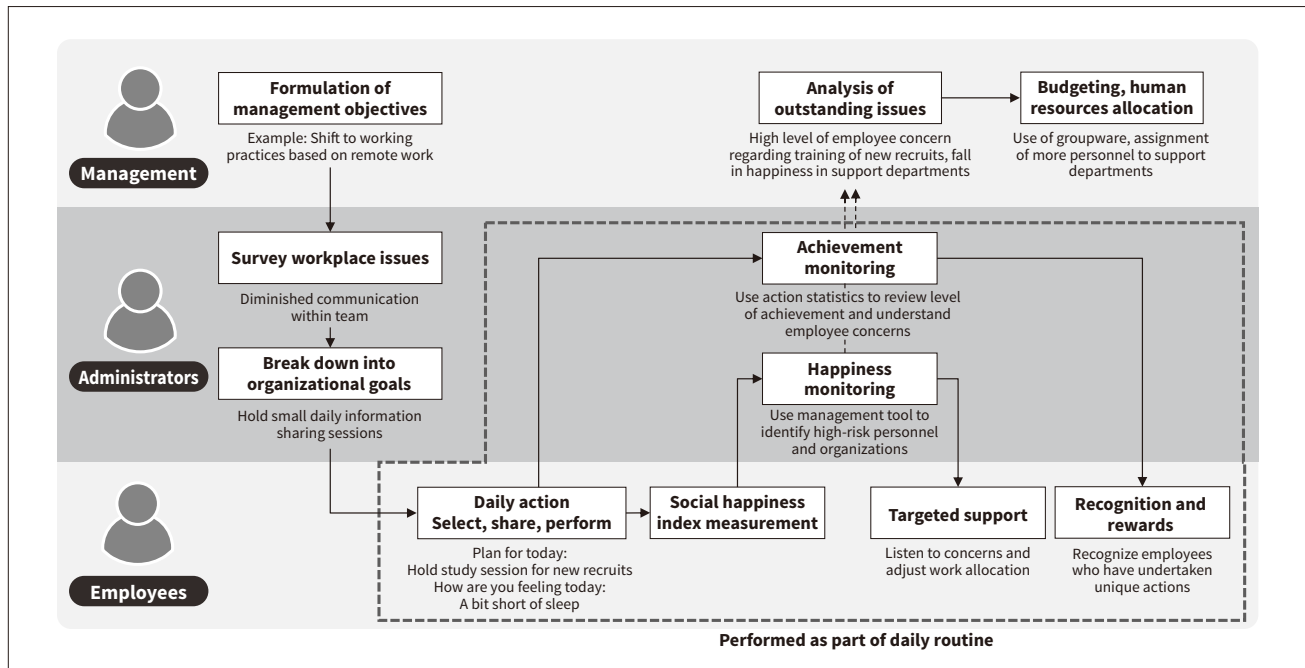 Management
Formulation of
management objectives
Example: Shift to working
practices based on remote work
Analysis of
outstanding issues
High level of employee concern
regarding training of new recruits, fall
in happiness in support departments
Budgeting, human
resources allocation
Use of groupware, assignment
of more personnel to support
departments
Administrators
Survey workplace issues
Diminished communication
within team
Break down into
organizational goals
Hold small daily information
sharing sessions
Achievement
monitoring
Use action statistics to review level
of achievement and understand
employee concerns
Happiness
monitoring
Use management tool to
identify high-risk personnel
and organizations
Employees
Daily action
Select, share, perform
Plan for today:
Hold study session for new recruits
How are you feeling today:
A bit short of sleep
Social happiness
index measurement
Targeted support
Listen to concerns and
adjust work allocation
Recognition and
rewards
Recognize employees
who have undertaken
unique actions
Performed as part of daily routine